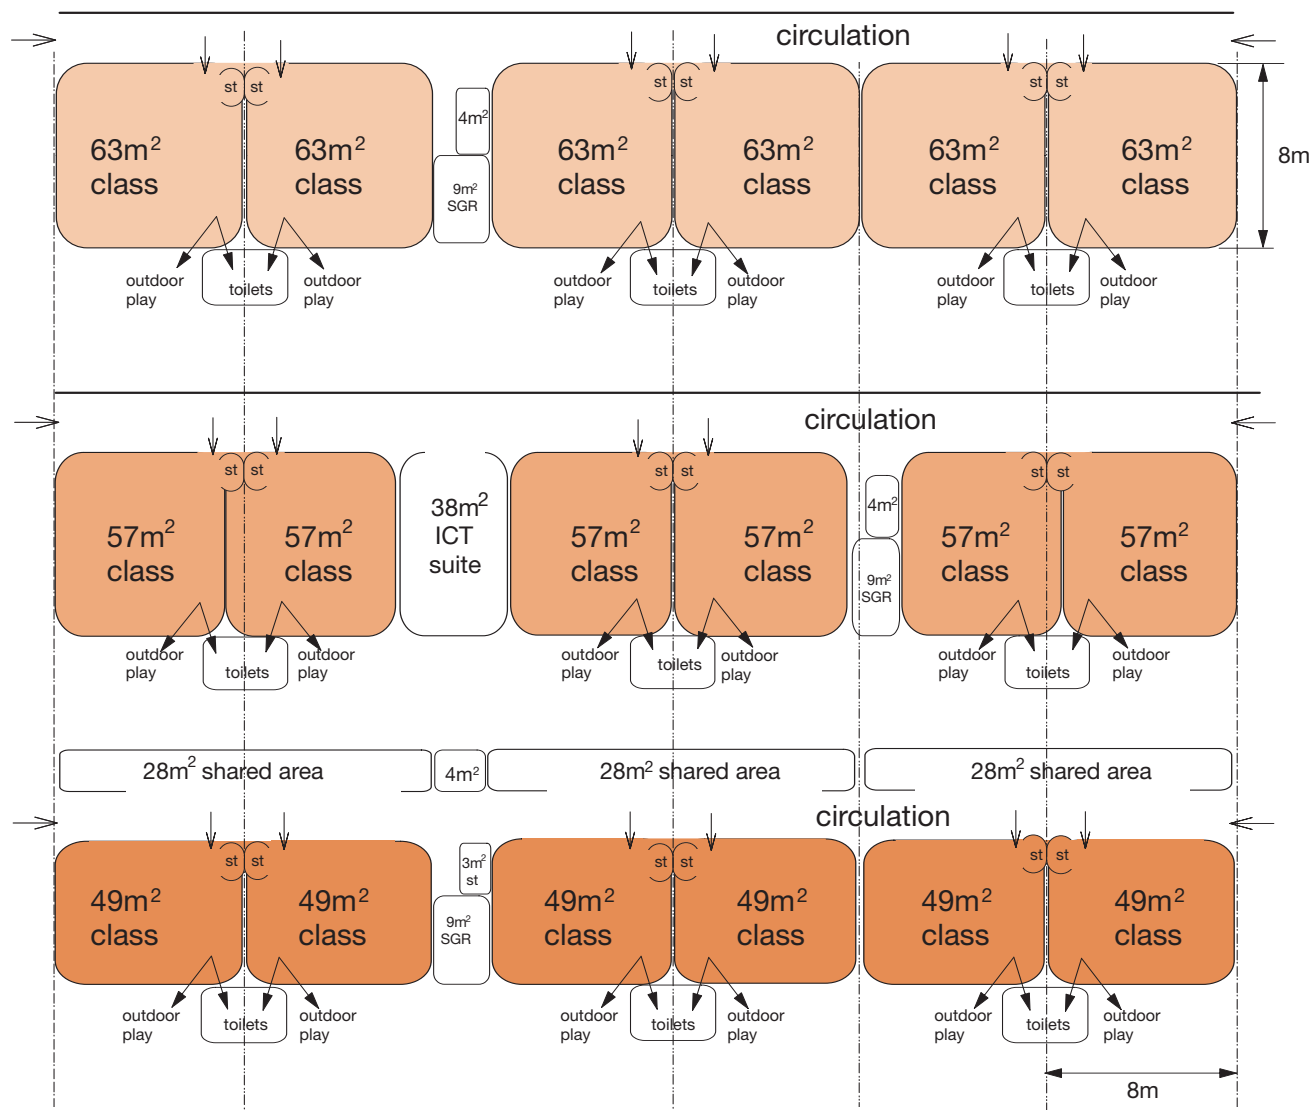 circulation
st st
st st
st st
4m²
63m² class
63m² class
9m² SGR
63m² class
63m² class
63m² class
63m² class
8m
outdoor play
toilets
outdoor play
outdoor play
toilets
outdoor play
outdoor play
toilets
outdoor play
circulation
st st
st st
st st
57m² class
57m² class
38m² ICT suite
57m² class
57m² class
4m²
9m² SGR
57m² class
57m² class
outdoor play
toilets
outdoor play
outdoor play
toilets
outdoor play
outdoor play
toilets
outdoor play
28m² shared area
4m²
28m² shared area
28m² shared area
circulation
st st
3m² st
st st
st st
49m² class
49m² class
9m² SGR
49m² class
49m² class
49m² class
49m² class
outdoor play
toilets
outdoor play
outdoor play
toilets
outdoor play
outdoor play
toilets
outdoor play
8m